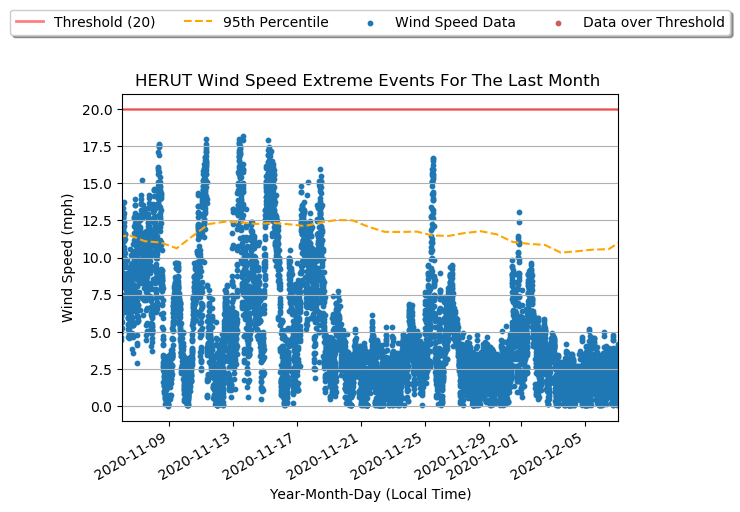 Threshold (20) 95th Percentile Wind Speed Data Data over Threshold
HERUT Wind Speed Extreme Events For The Last Month
20.0
17.5
15.0
12.5
10.0
7.5
5.0
2.5
0.0
Wind Speed (mph)
2020-11-09 2020-11-13 2020-11-17 2020-11-21 2020-11-25 2020-11-29 2020-12-01 2020-12-05
Year-Month-Day (Local Time)